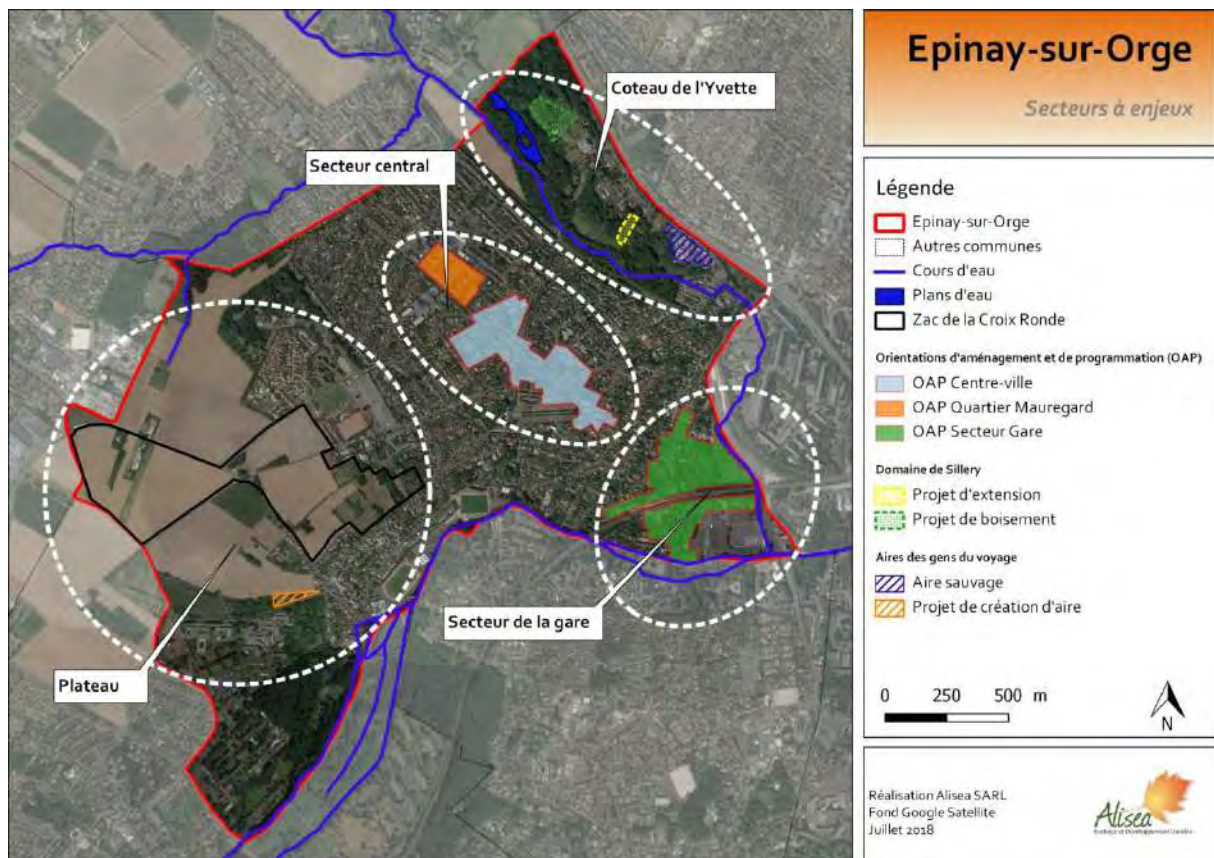 Epinay-sur-Orge
Secteurs à enjeux
Coteau de l'Yvette
Secteur central
Secteur de la gare
Plateau
Légende
Epinay-sur-Orge
Autres communes
Cours d'eau
Plans d'eau
Zac de la Croix Ronde
Orientations d'aménagement et de programmation (OAP)
OAP Centre-ville
OAP Quartier Mauregard
OAP Secteur Gare
Domaine de Sillery
Projet d'extension
Projet de boisement
Aires des gens du voyage
Aire sauvage
Projet de création d'aire
0 250 500 m
N
Réalisation Alisea SARL
Fond Google Satellite
Juillet 2018
Alisea